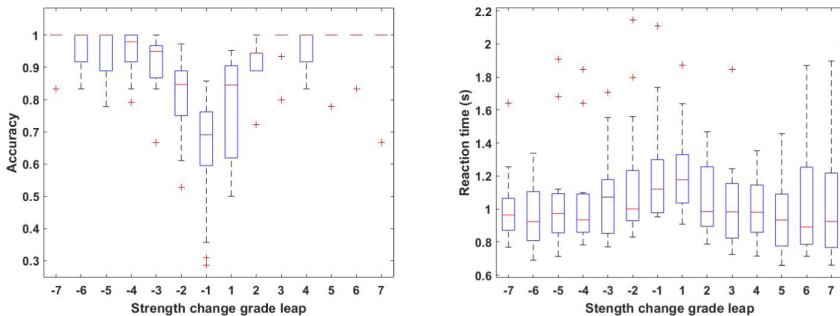 1
0.9
0.8
0.7
0.6
0.5
0.4
0.3
Accuracy
-7 -6 -5 -4 -3 -2 -1 1 2 3 4 5 6 7
Strength change grade leap
2.2
2
1.8
1.6
1.4
1.2
1
0.8
0.6
Reaction time (s)
-7 -6 -5 -4 -3 -2 -1 1 2 3 4 5 6 7
Stength change grade leap